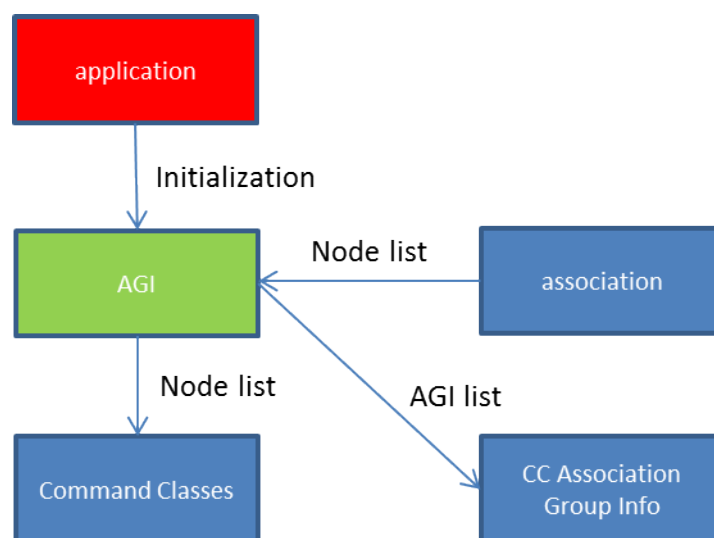 application
Initialization
Node list
AGI
association
Node list
AGI list
Command Classes
CC Association
Group Info